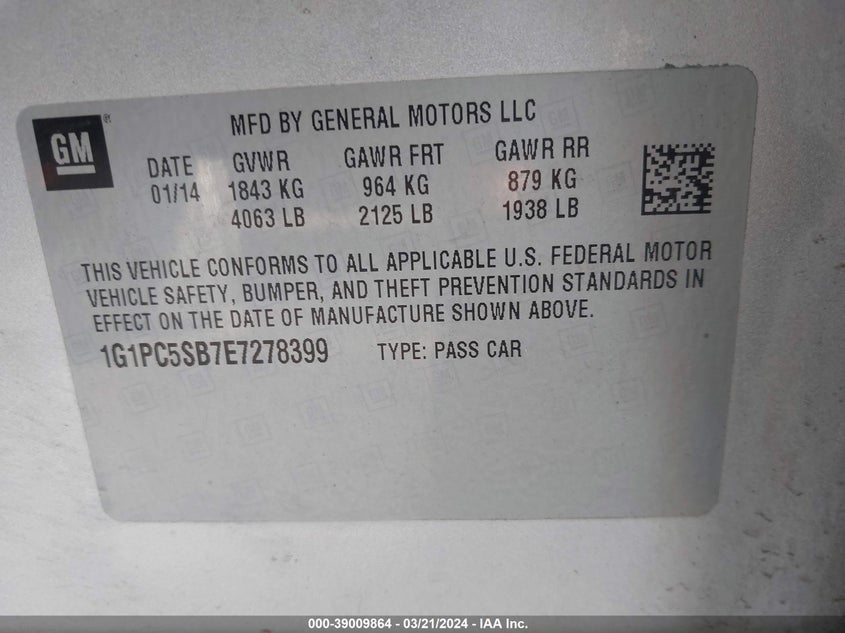 MFD BY GENERAL MOTORS LLC
GM®
DATE GVWR GAWR FRT GAWR RR
01/14 1843 KG 964 KG 879 KG
4063 LB 2125 LB 1938 LB
THIS VEHICLE CONFORMS TO ALL APPLICABLE U.S. FEDERAL MOTOR
VEHICLE SAFETY, BUMPER, AND THEFT PREVENTION STANDARDS IN
EFFECT ON THE DATE OF MANUFACTURE SHOWN ABOVE.
1G1PC5SB7E7278399 TYPE: PASS CAR
000-39009864 / 03/21/2024 - IAA Inc.